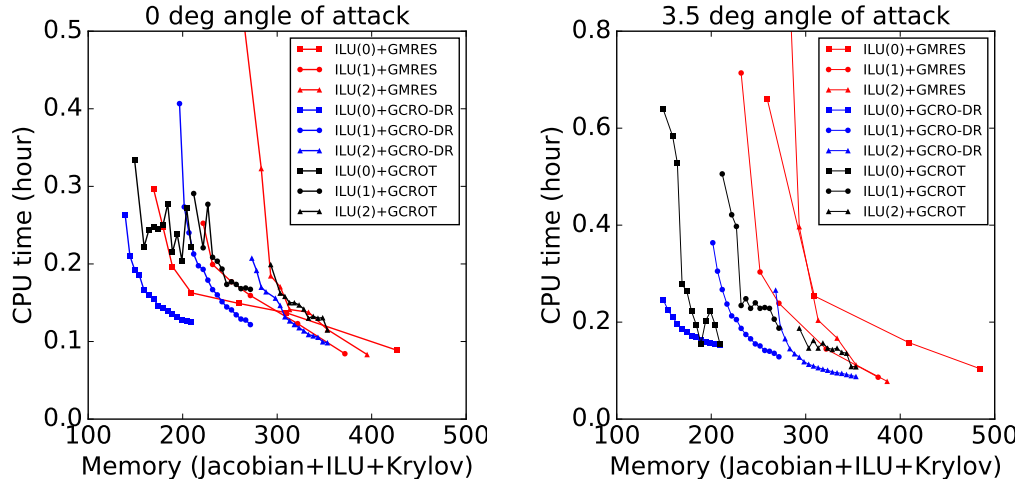 0 deg angle of attack
0.5
0.4
0.3
0.2
0.1
0.0
CPU time (hour)
ILU(0)+GMRES
ILU(1)+GMRES
ILU(2)+GMRES
ILU(0)+GCRO-DR
ILU(1)+GCRO-DR
ILU(2)+GCRO-DR
ILU(0)+GCROT
ILU(1)+GCROT
ILU(2)+GCROT
100 200 300 400 500
Memory (Jacobian+ILU+Krylov)
3.5 deg angle of attack
0.8
0.6
0.4
0.2
0.0
CPU time (hour)
ILU(0)+GMRES
ILU(1)+GMRES
ILU(2)+GMRES
ILU(0)+GCRO-DR
ILU(1)+GCRO-DR
ILU(2)+GCRO-DR
ILU(0)+GCROT
ILU(1)+GCROT
ILU(2)+GCROT
100 200 300 400 500
Memory (Jacobian+ILU+Krylov)